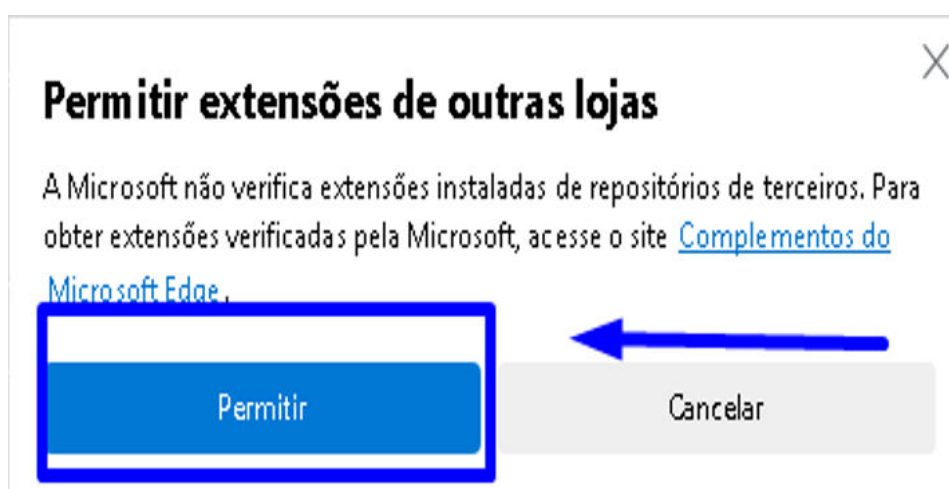 Permitir extensões de outras lojas
A Microsoft não verifica extensões instaladas de repositórios de terceiros. Para
obter extensões verificadas pela Microsoft, acesse o site Complementos do
Microsoft Edge.
Permitir
Cancelar